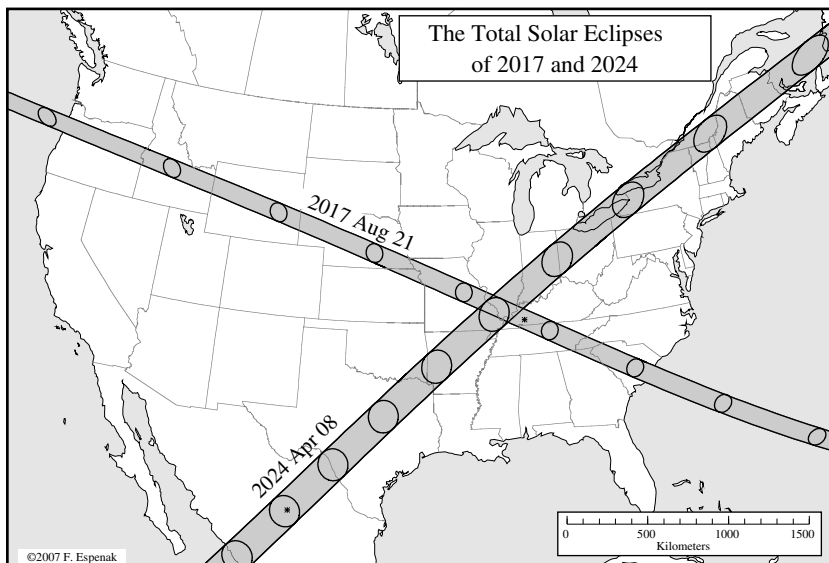 The Total Solar Eclipses
of 2017 and 2024
2017 Aug 21
2024 Apr 08
0 500 1000 1500
Kilometers
©2007 F. Espenak